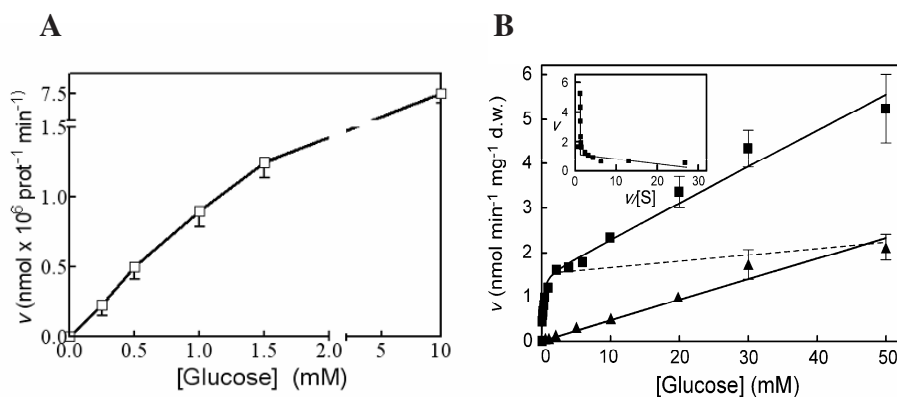 A
v (nmol x 10⁶ prot⁻¹ min⁻¹)
7.5
1.5
1.0
0.5
0.0
0.0 0.5 1.0 1.5 2.0 5 10
[Glucose] (mM)
B
v (nmol min⁻¹ mg⁻¹ d.w.)
6
5
4
3
2
1
0
0 10 20 30 40 50
[Glucose] (mM)
v
6
4
2
0
0 10 20 30
v/[S]